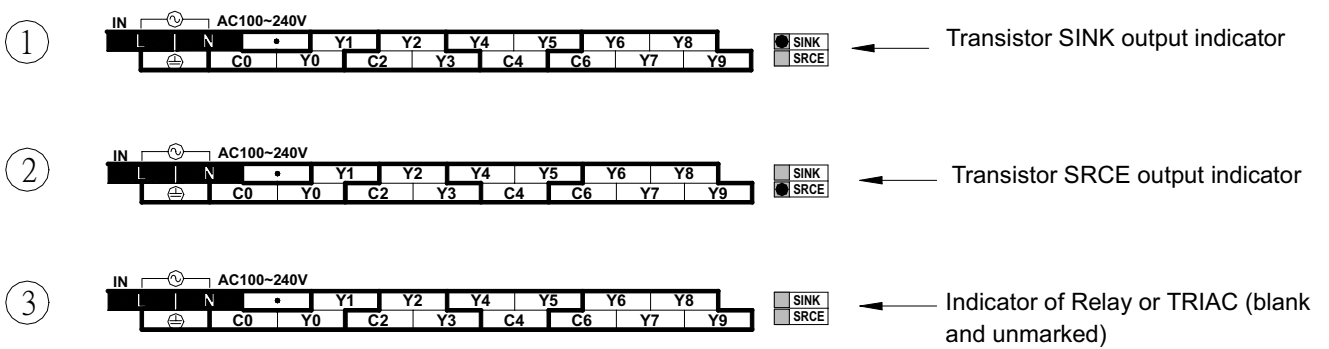 ①
IN AC100~240V
L N • Y1 Y2 Y4 Y5 Y6 Y8
C0 Y0 C2 Y3 C4 C6 Y7 Y9
SINK
SRCE
Transistor SINK output indicator
②
IN AC100~240V
L N • Y1 Y2 Y4 Y5 Y6 Y8
C0 Y0 C2 Y3 C4 C6 Y7 Y9
SINK
SRCE
Transistor SRCE output indicator
③
IN AC100~240V
L N • Y1 Y2 Y4 Y5 Y6 Y8
C0 Y0 C2 Y3 C4 C6 Y7 Y9
SINK
SRCE
Indicator of Relay or TRIAC (blank
and unmarked)